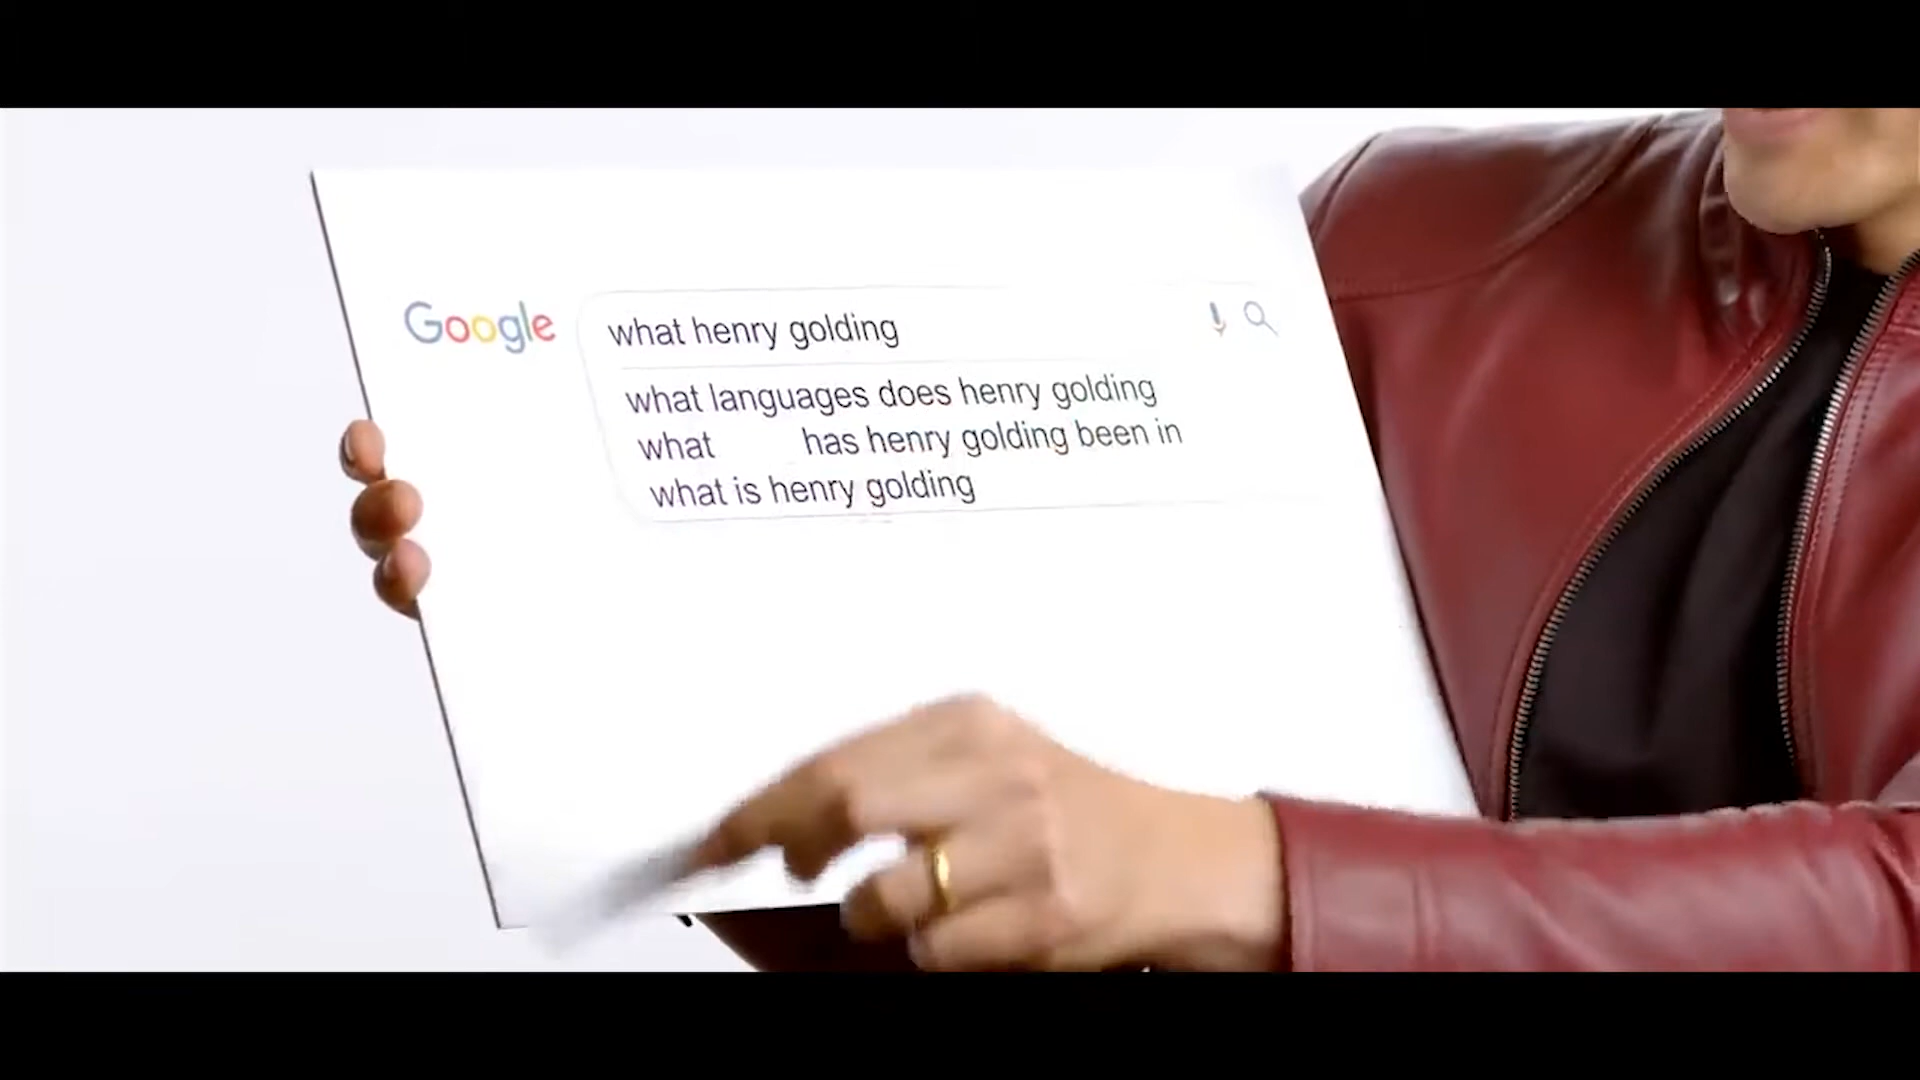 Google
what henry golding
what languages does henry golding
what has henry golding been in
what is henry golding